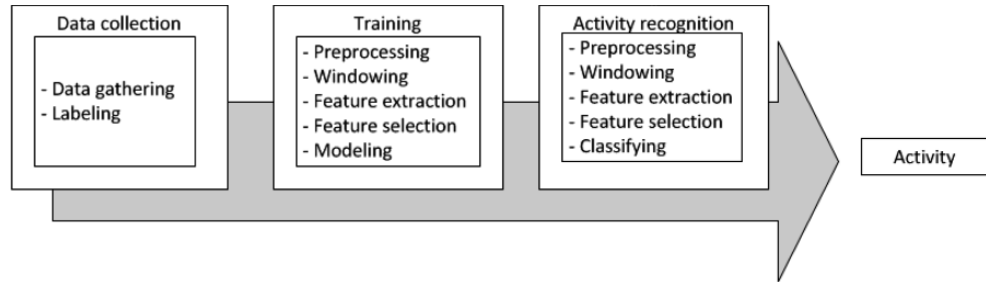 Data collection
- Data gathering
- Labeling
Training
- Preprocessing
- Windowing
- Feature extraction
- Feature selection
- Modeling
Activity recognition
- Preprocessing
- Windowing
- Feature extraction
- Feature selection
- Classifying
Activity